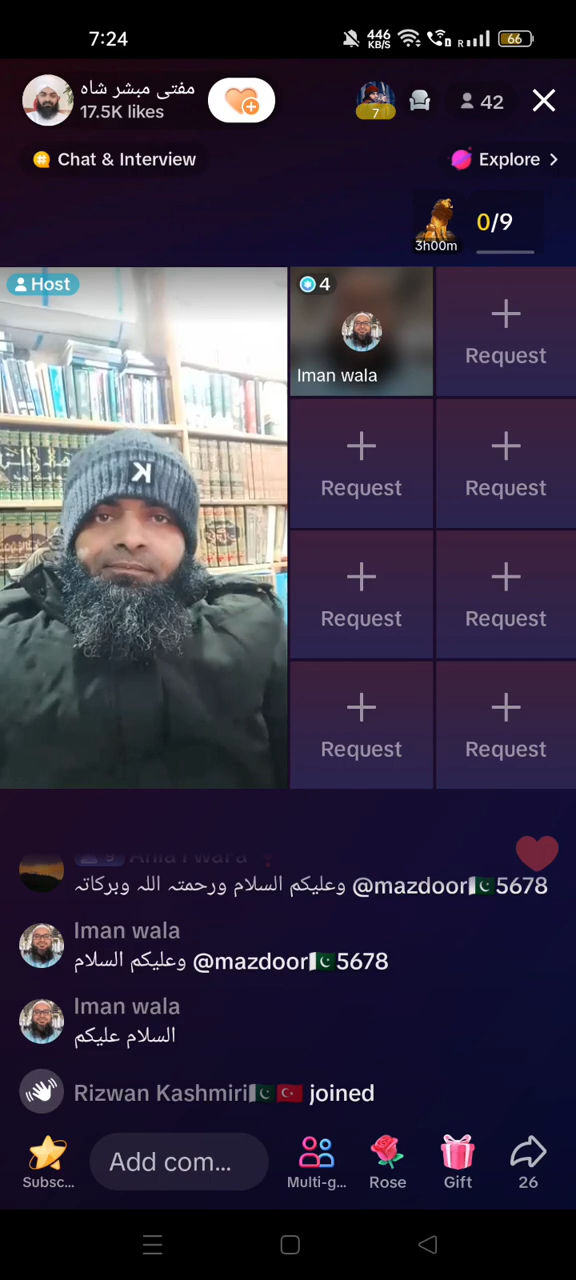 7:24
446
KB/S
R
66
مفتی مبشر شاہ
17.5K likes
7
42
Chat & Interview
Explore
3h00m
0/9
Host
4
Iman wala
Request
Request
Request
Request
Request
Request
Request
K
وعلیکم السلام ورحمتہ اللہ وبرکاتہ @mazdoor🇵🇰5678
Iman wala
وعلیکم السلام @mazdoor🇵🇰5678
Iman wala
السلام علیکم
Rizwan Kashmiri🇵🇰🇹🇷 joined
Subsc...
Add com...
Multi-g...
Rose
Gift
26